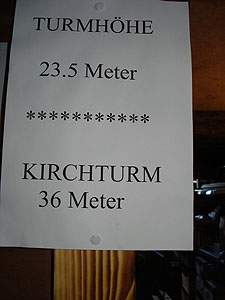 TURMHÖHE
23.5 Meter
***********
KIRCHTURM
36 Meter